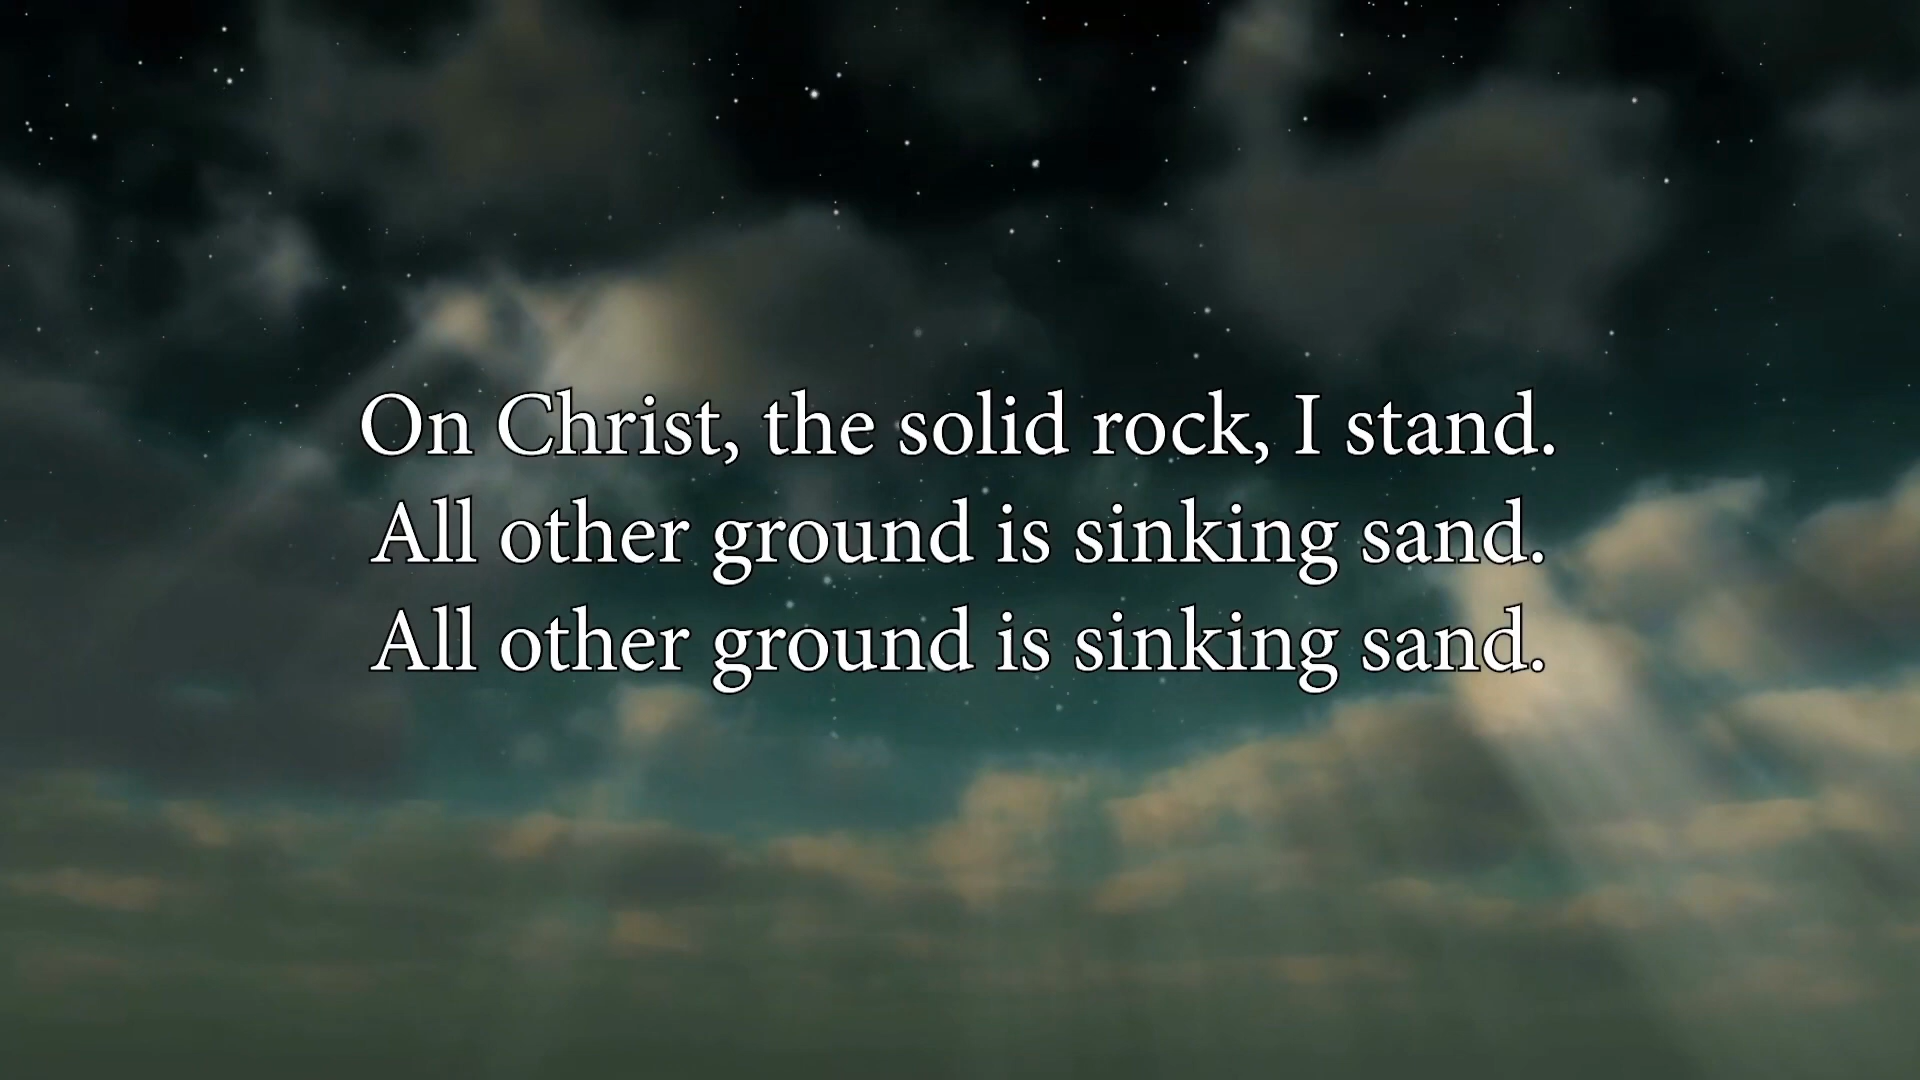 On Christ, the solid rock, I stand.
All other ground is sinking sand.
All other ground is sinking sand.